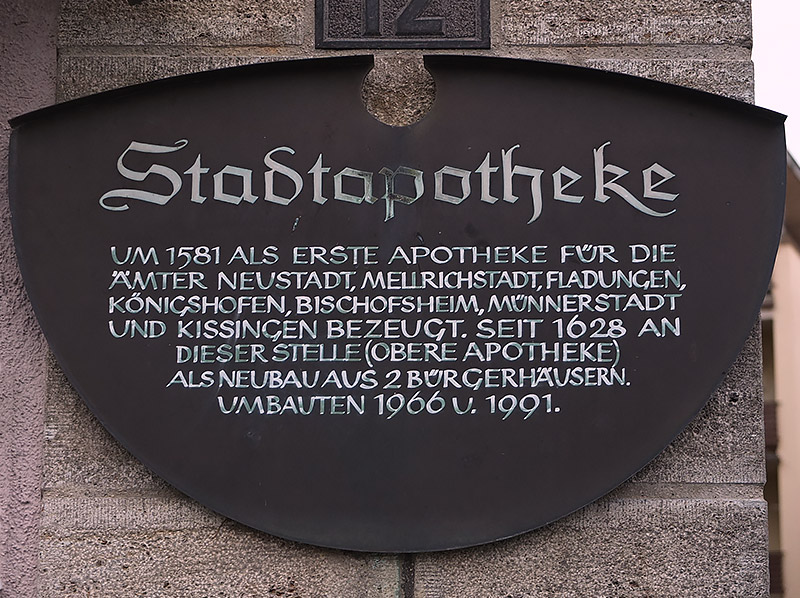 12
Stadtapotheke
UM 1581 ALS ERSTE APOTHEKE FÜR DIE
ÄMTER NEUSTADT, MELLRICHSTADT, FLADUNGEN,
KÖNIGSHOFEN, BISCHOFSHEIM, MÜNNERSTADT
UND KISSINGEN BEZEUGT. SEIT 1628 AN
DIESER STELLE (OBERE APOTHEKE)
ALS NEUBAU AUS 2 BÜRGERHÄUSERN.
UMBAUTEN 1966 U. 1991.